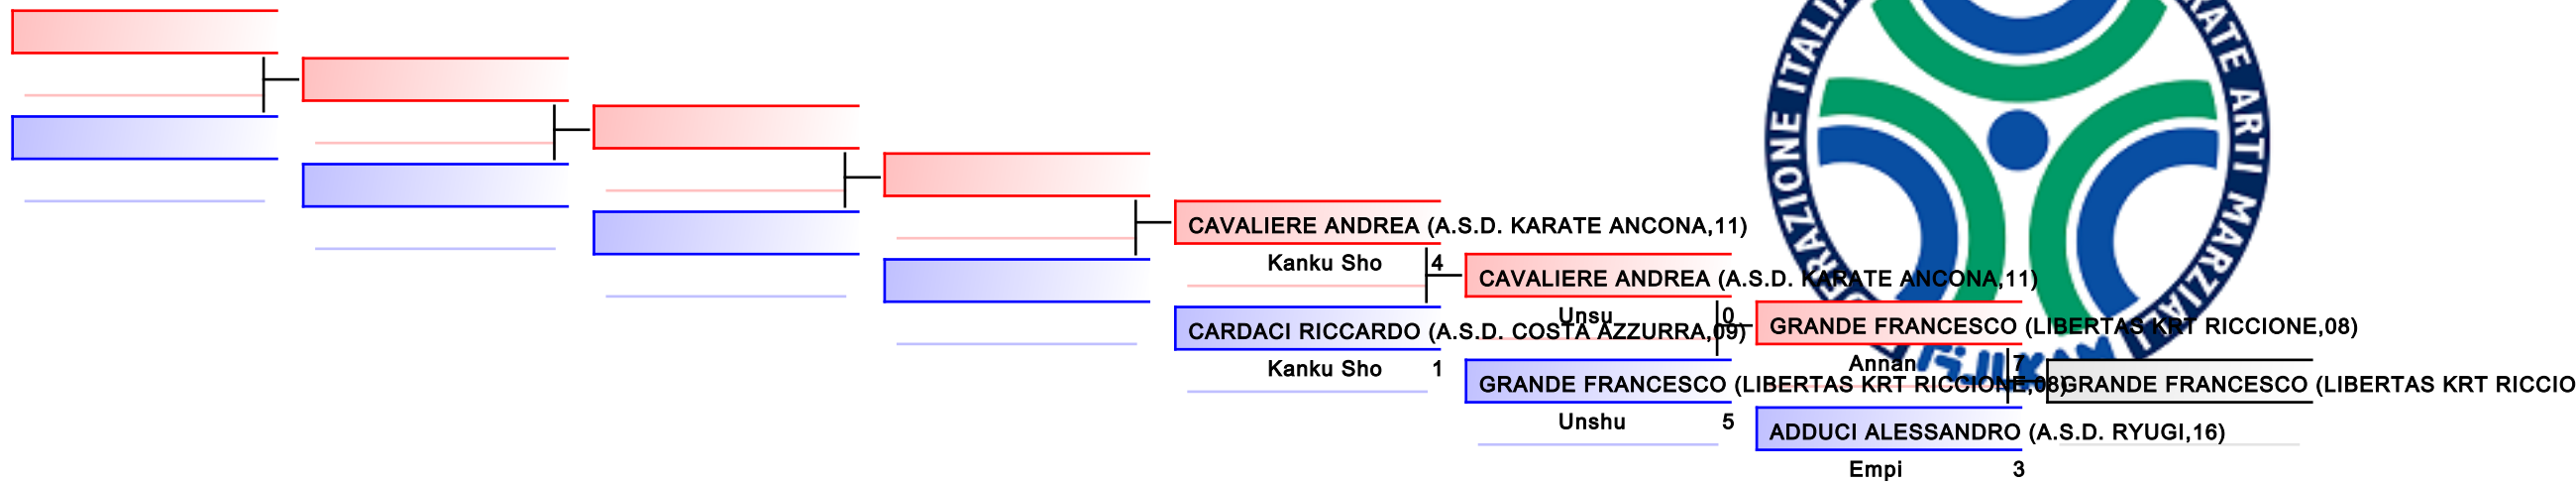 CAVALIERE ANDREA (A.S.D. KARATE ANCONA,11)
Kanku Sho 4
CARDACI RICCARDO (A.S.D. COSTA AZZURRA,09)
Kanku Sho 1
CAVALIERE ANDREA (A.S.D. KARATE ANCONA,11)
Unsu 0
GRANDE FRANCESCO (LIBERTAS KRT RICCIONE,08)
Unshu 5
GRANDE FRANCESCO (LIBERTAS KRT RICCIONE,08)
Annan 7
ADDUCI ALESSANDRO (A.S.D. RYUGI,16)
Empi 3
GRANDE FRANCESCO (LIBERTAS KRT RICCIO
ARTI MARZIALI